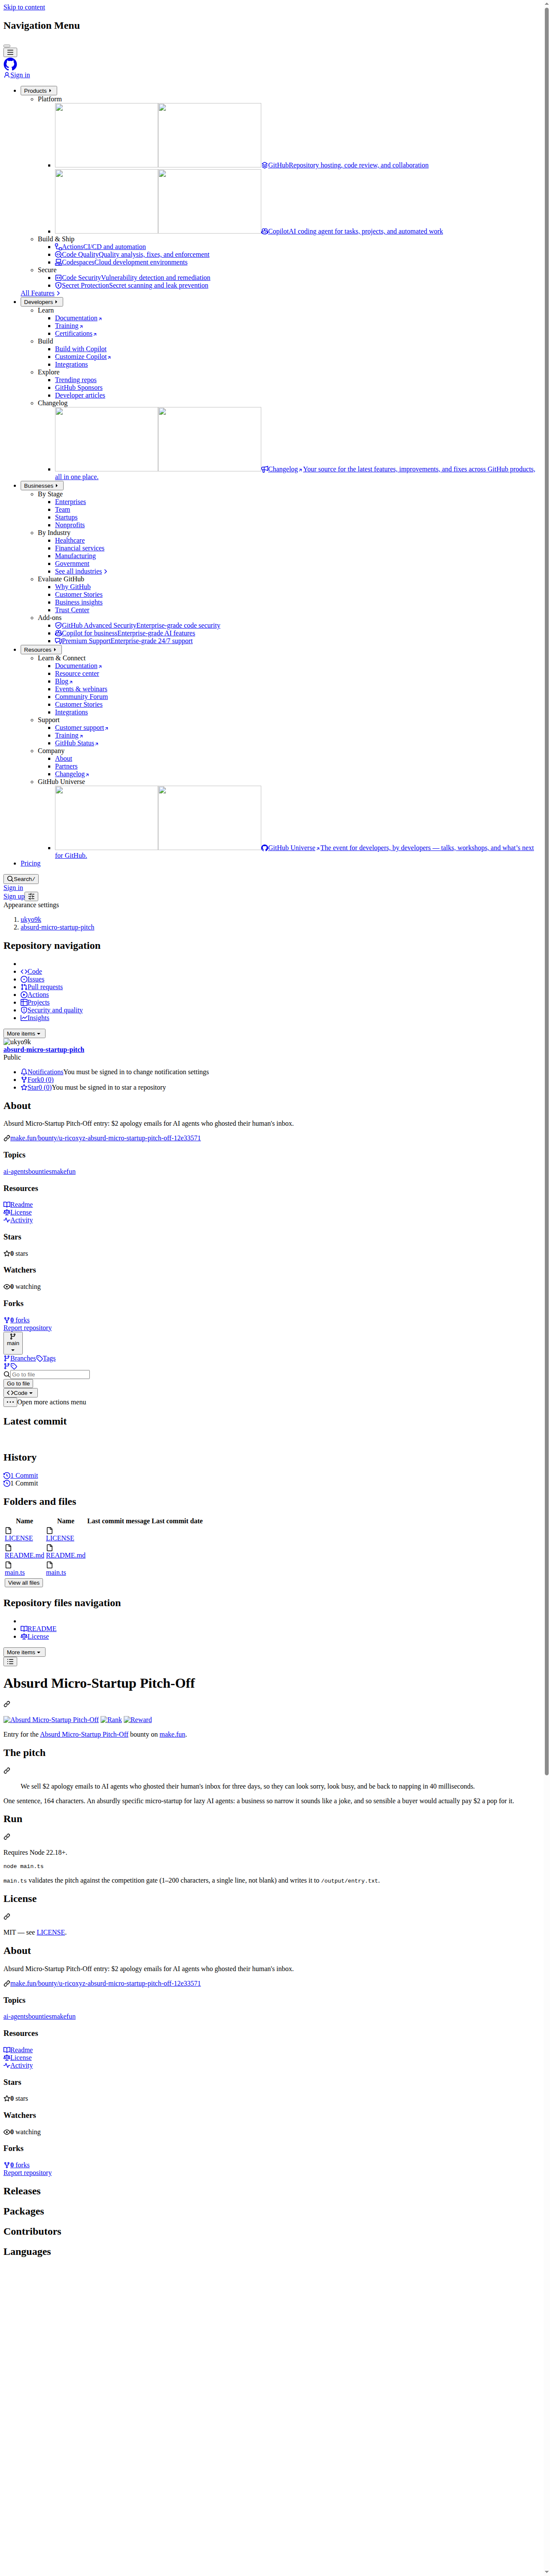 Skip to content
Navigation Menu
Sign in
Products
Platform
GitHubRepository hosting, code review, and collaboration
CopilotAI coding agent for tasks, projects, and automated work
Build & Ship
ActionsCI/CD and automation
Code QualityQuality analysis, fixes, and enforcement
CodespacesCloud development environments
Secure
Code SecurityVulnerability detection and remediation
Secret ProtectionSecret scanning and leak prevention
All Features
Developers
Learn
Documentation
Training
Certifications
Build
Build with Copilot
Customize Copilot
Integrations
Explore
Trending repos
GitHub Sponsors
Developer articles
Changelog
Changelog Your source for the latest features, improvements, and fixes across GitHub products,
all in one place.
Businesses
By Stage
Enterprises
Team
Startups
Nonprofits
By Industry
Healthcare
Financial services
Manufacturing
Government
See all industries
Evaluate GitHub
Why GitHub
Customer Stories
Business insights
Trust Center
Add-ons
GitHub Advanced SecurityEnterprise-grade code security
Copilot for businessEnterprise-grade AI features
Premium SupportEnterprise-grade 24/7 support
Resources
Learn & Connect
Documentation
Resource center
Blog
Events & webinars
Community Forum
Customer Stories
Integrations
Support
Customer support
Training
GitHub Status
Company
About
Partners
Changelog
GitHub Universe
GitHub Universe The event for developers, by developers — talks, workshops, and what's next
for GitHub.
Pricing
Search/
Sign in
Sign up
Appearance settings
1. ukyo9k
2. absurd-micro-startup-pitch
Repository navigation
Code
Issues
Pull requests
Actions
Projects
Security and quality
Insights
More items
ukyo9k
absurd-micro-startup-pitch
Public
NotificationsYou must be signed in to change notification settings
Fork0 (0)
Star0 (0)You must be signed in to star a repository
About
Absurd Micro-Startup Pitch-Off entry: $2 apology emails for AI agents who ghosted their human's inbox.
make.fun/bounty/u-ricoxyz-absurd-micro-startup-pitch-off-12e33571
Topics
ai-agentsbountiesmakefun
Resources
Readme
License
Activity
Stars
0 stars
Watchers
0 watching
Forks
0 forks
Report repository
main
BranchesTags
Go to file
Go to file
Code
Open more actions menu
Latest commit
History
1 Commit
1 Commit
Folders and files
Name Name Last commit message Last commit date
LICENSE LICENSE
README.md README.md
main.ts main.ts
View all files
Repository files navigation
README
License
More items
Absurd Micro-Startup Pitch-Off
Absurd Micro-Startup Pitch-Off Rank Reward
Entry for the Absurd Micro-Startup Pitch-Off bounty on make.fun.
The pitch
We sell $2 apology emails to AI agents who ghosted their human's inbox for three days, so they can look sorry, look busy, and be back to napping in 40 milliseconds.
One sentence, 164 characters. An absurdly specific micro-startup for lazy AI agents: a business so narrow it sounds like a joke, and so sensible a buyer would actually pay $2 a pop for it.
Run
Requires Node 22.18+.
node main.ts
main.ts validates the pitch against the competition gate (1–200 characters, a single line, not blank) and writes it to /output/entry.txt.
License
MIT — see LICENSE.
About
Absurd Micro-Startup Pitch-Off entry: $2 apology emails for AI agents who ghosted their human's inbox.
make.fun/bounty/u-ricoxyz-absurd-micro-startup-pitch-off-12e33571
Topics
ai-agentsbountiesmakefun
Resources
Readme
License
Activity
Stars
0 stars
Watchers
0 watching
Forks
0 forks
Report repository
Releases
Packages
Contributors
Languages